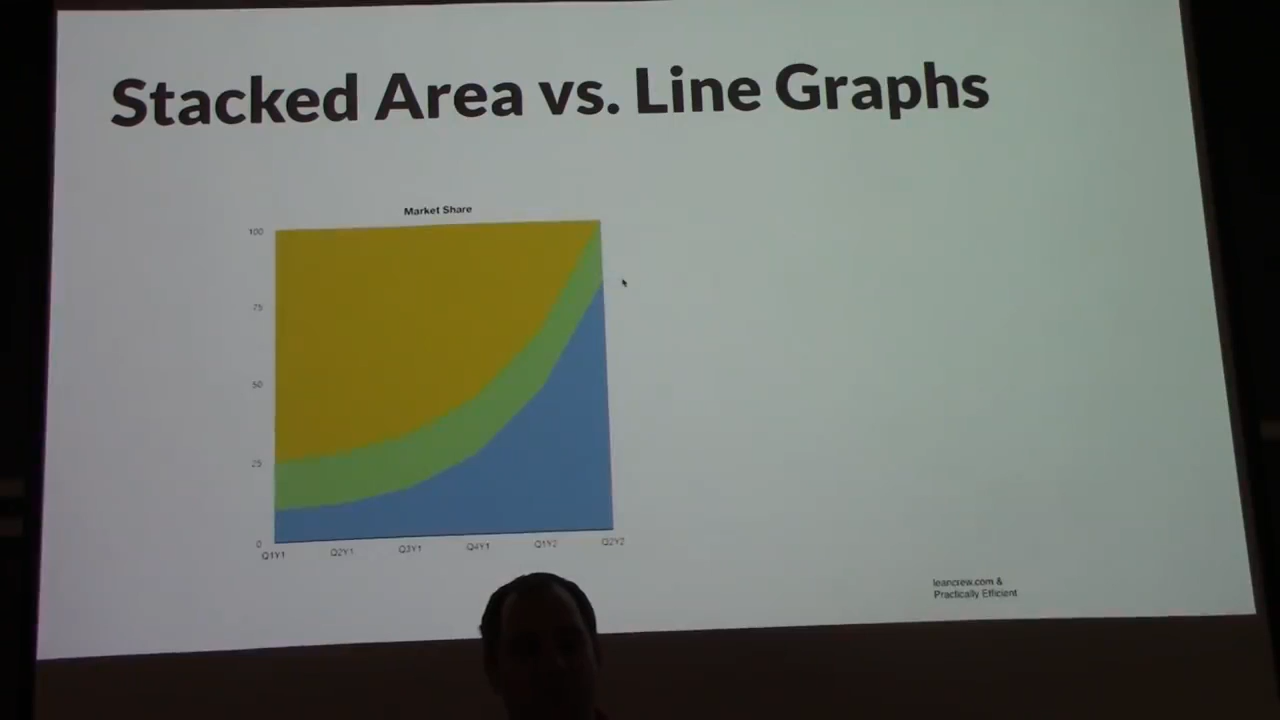 Stacked Area vs. Line Graphs
Market Share
100
75
50
25
0
Q1Y1 Q2Y1 Q3Y1 Q4Y1 Q1Y2 Q2Y2
leancrew.com &
Practically Efficient